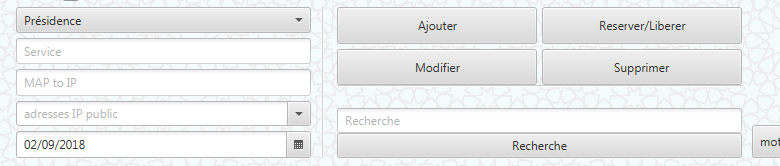 Présidence
Service
MAP to IP
adresses IP public
02/09/2018
Ajouter
Reserver/Liberer
Modifier
Supprimer
Recherche
Recherche